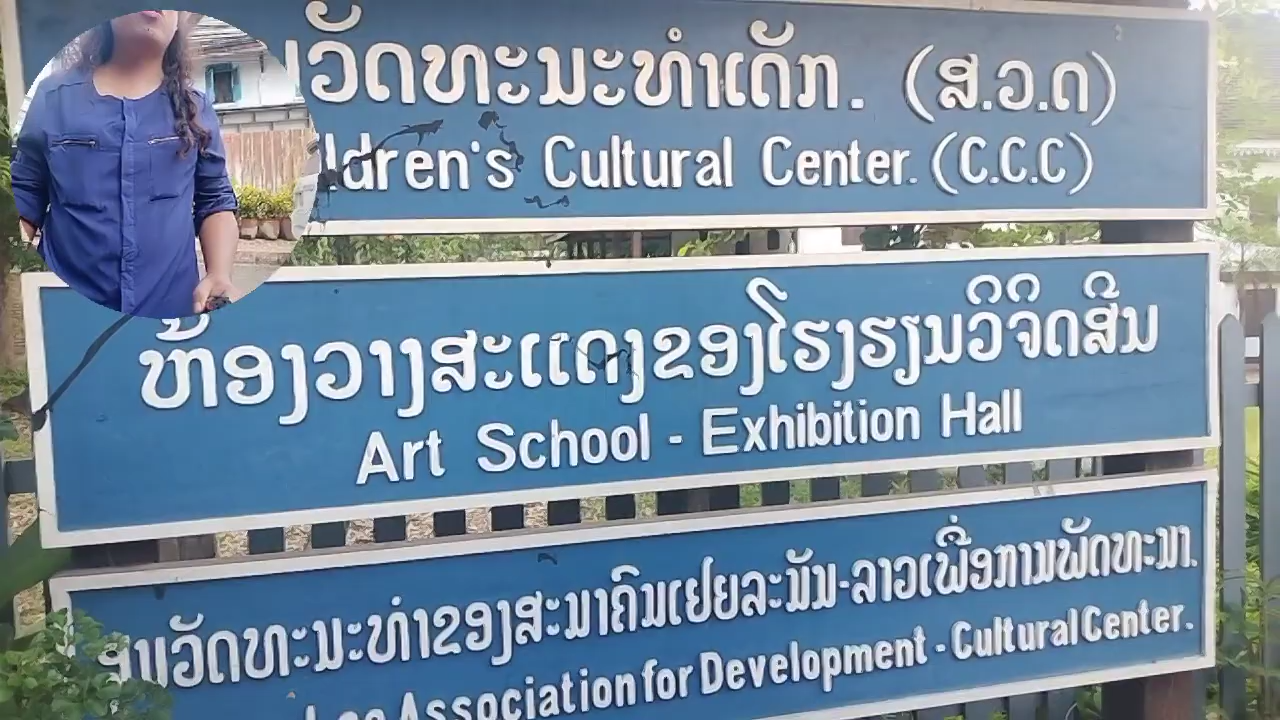 ວັດທະນະທຳເດັກ. (ສ.ວ.ດ)
Children's Cultural Center. (C.C.C)
ຫ້ອງວາງສະແດງຂອງໂຮງຮຽນວິຈິດສິນ
Art School - Exhibition Hall
ສູນວັດທະນະທຳຂອງສະມາຄົມເຢຍລະມັນ-ລາວເພື່ອການພັດທະນາ.
Lao Association for Development - Cultural Center.